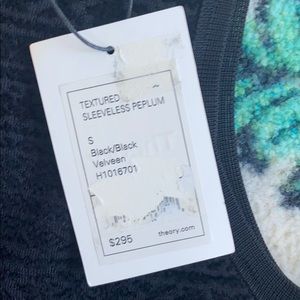 TEXTURED
SLEEVELESS PEPLUM
S
Black/Black
Velveen
H1016701
$295
theory.com